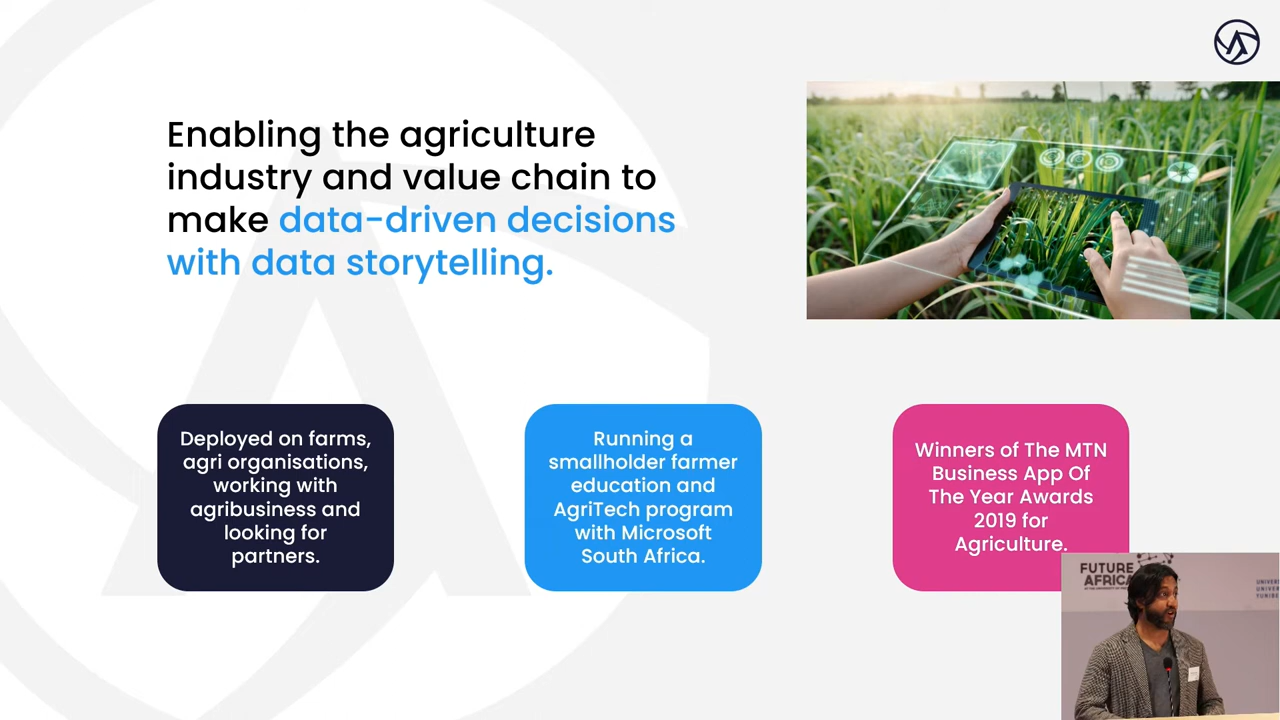 Enabling the agriculture
industry and value chain to
make data-driven decisions
with data storytelling.
Deployed on farms,
agri organisations,
working with
agribusiness and
looking for
partners.
Running a
smallholder farmer
education and
AgriTech program
with Microsoft
South Africa.
Winners of The MTN
Business App Of
The Year Awards
2019 for
Agriculture.
FUTURE
AFRICA